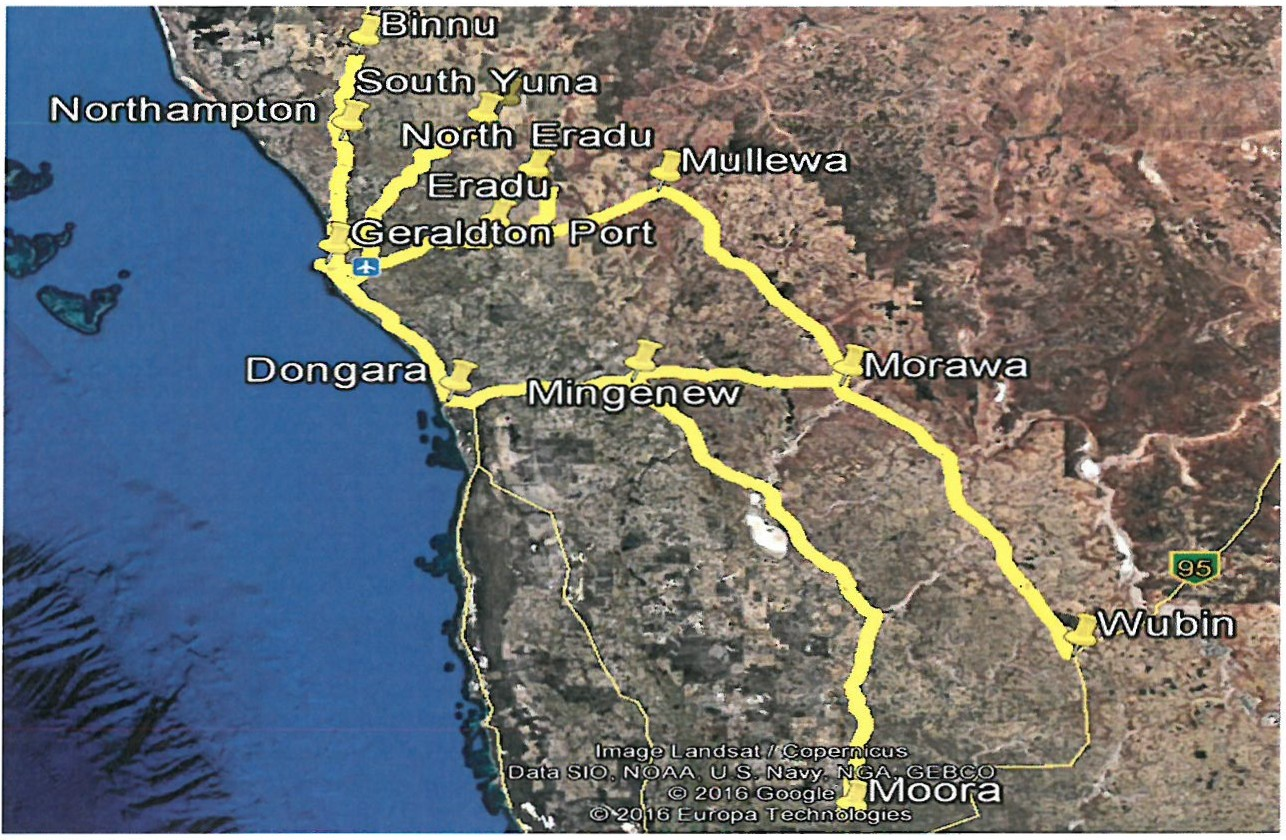 Binnu
South Yuna
Northampton
North Eradu
Mullewa
Eradu
Geraldton Port
Dongara
Mingenew
Morawa
95
Wubin
Image Landsat / Copernicus
Data SIO, NOAA, U.S. Navy, NGA, GEBCO
© 2016 Google
Moora
© 2016 Europa Technologies